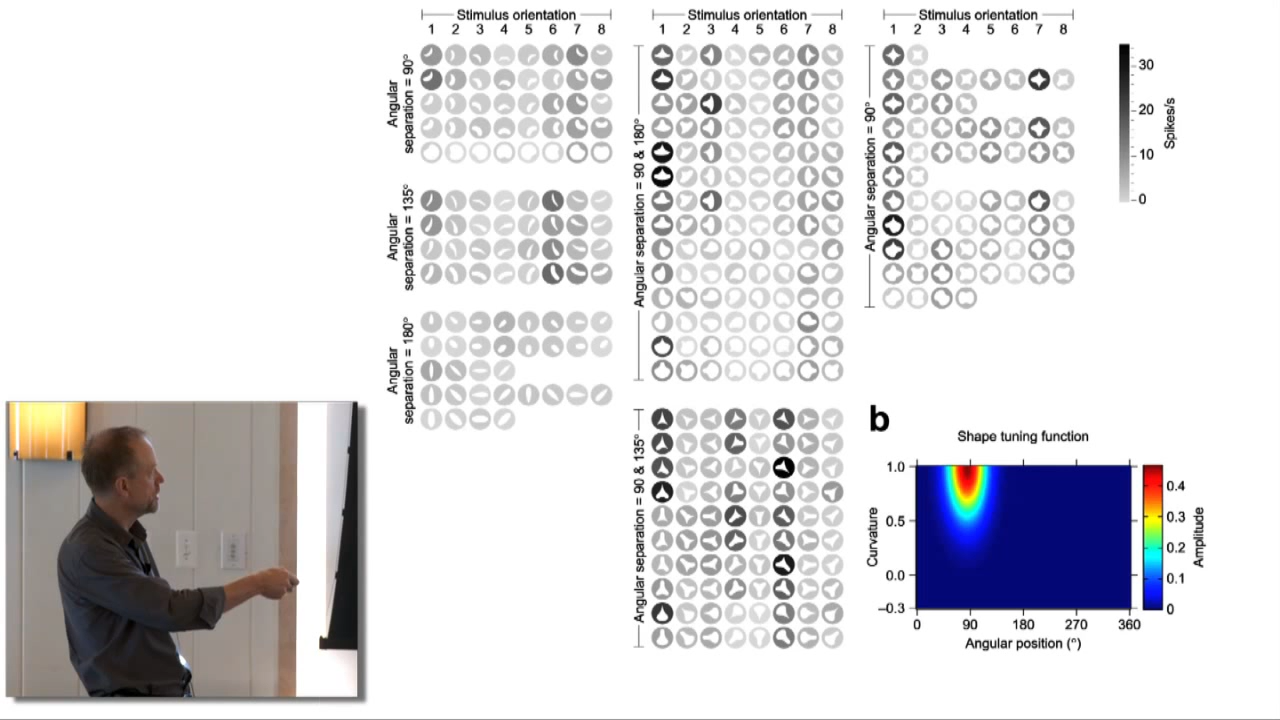 Stimulus orientation
1 2 3 4 5 6 7 8
Angular
separation = 90°
Angular
separation = 135°
Angular
separation = 180°
Stimulus orientation
1 2 3 4 5 6 7 8
Angular separation = 90 & 180°
Angular separation = 90 & 135°
Stimulus orientation
1 2 3 4 5 6 7 8
Angular separation = 90°
30
20
10
0
Spikes/s
b
Shape tuning function
Curvature
1.0
0.5
0.0
–0.3
0 90 180 270 360
Angular position (°)
0.4
0.3
0.2
0.1
0
Amplitude